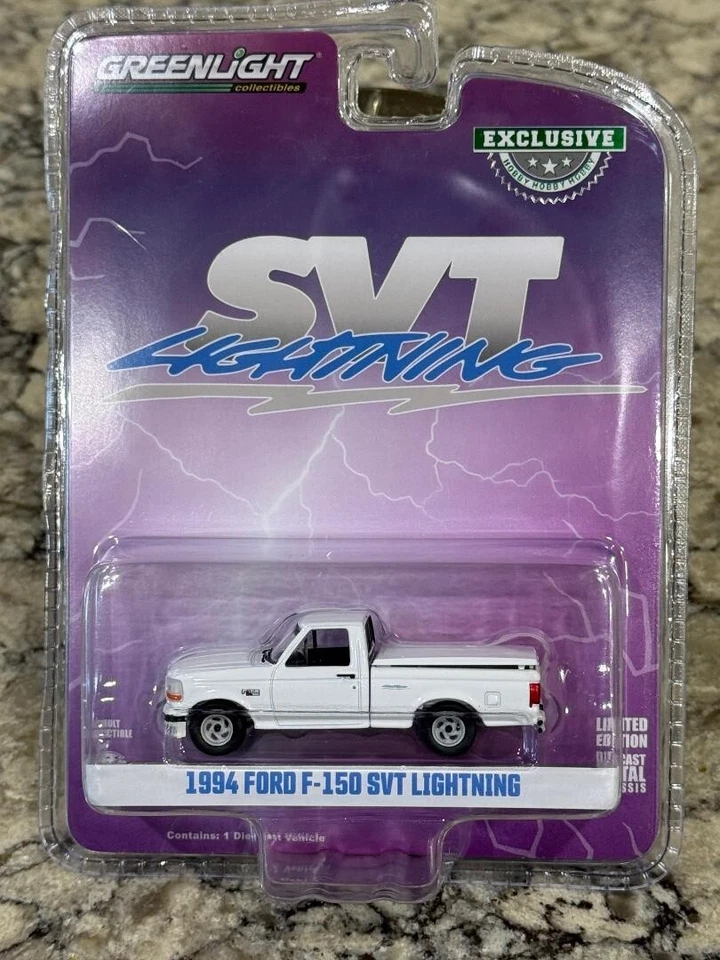 GREENLIGHT
collectibles
EXCLUSIVE
HOBBY HOBBY HOBBY
SVT
LIGHTNING
F-150
LIMITED
EDITION
1994 FORD F-150 SVT LIGHTNING
Contains: 1 Die Vehicle